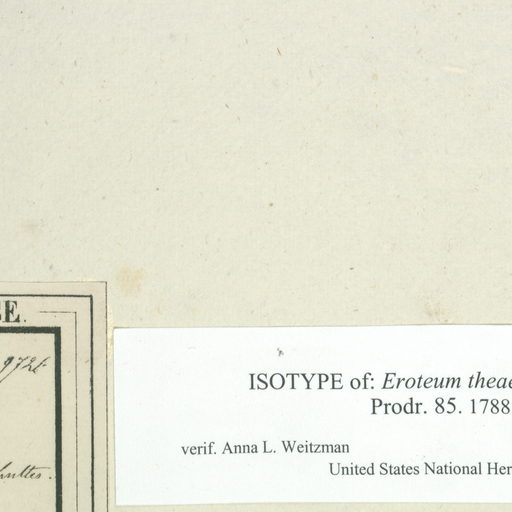 E.
ISOTYPE of: Eroteum theae
Prodr. 85. 1788
verif. Anna L. Weitzman
United States National Her